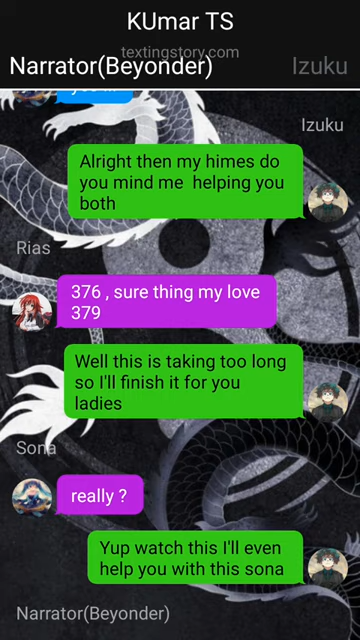 KUmar TS
textingstory.com
Narrator(Beyonder)
Izuku
Izuku
Alright then my himes do
you mind me helping you
both
Rias
376 , sure thing my love
379
Well this is taking too long
so I'll finish it for you
ladies
Sona
really ?
Yup watch this I'll even
help you with this sona
Narrator(Beyonder)